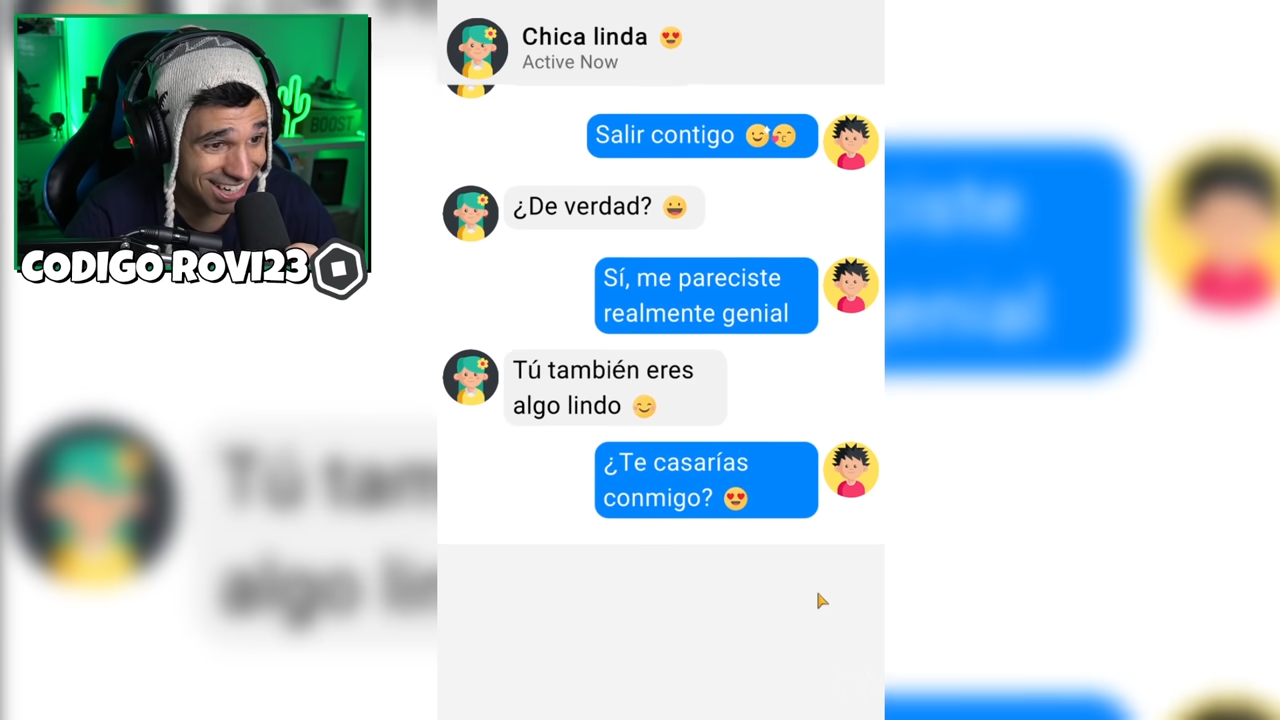 Chica linda 😍
Active Now
Salir contigo 😅😙
¿De verdad? 😀
Sí, me pareciste
realmente genial
Tú también eres
algo lindo 😊
¿Te casarías
conmigo? 😍
BOOST
CODIGO ROVI23